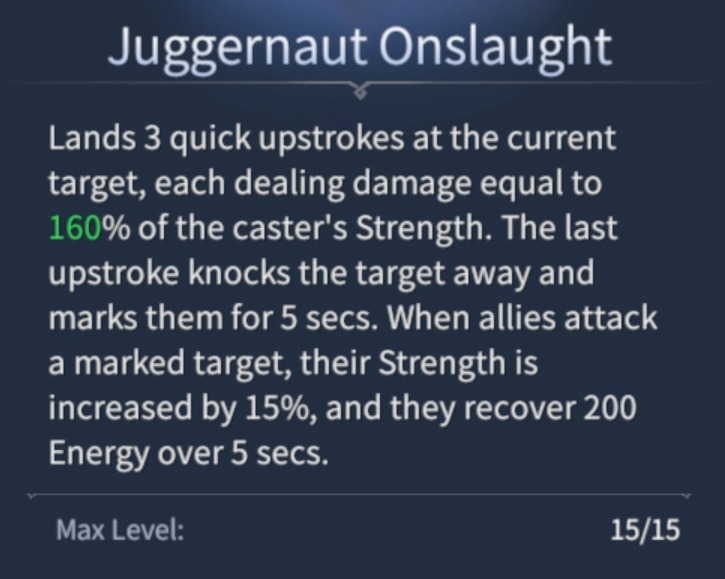 Juggernaut Onslaught
Lands 3 quick upstrokes at the current
target, each dealing damage equal to
160% of the caster's Strength. The last
upstroke knocks the target away and
marks them for 5 secs. When allies attack
a marked target, their Strength is
increased by 15%, and they recover 200
Energy over 5 secs.
Max Level: 15/15